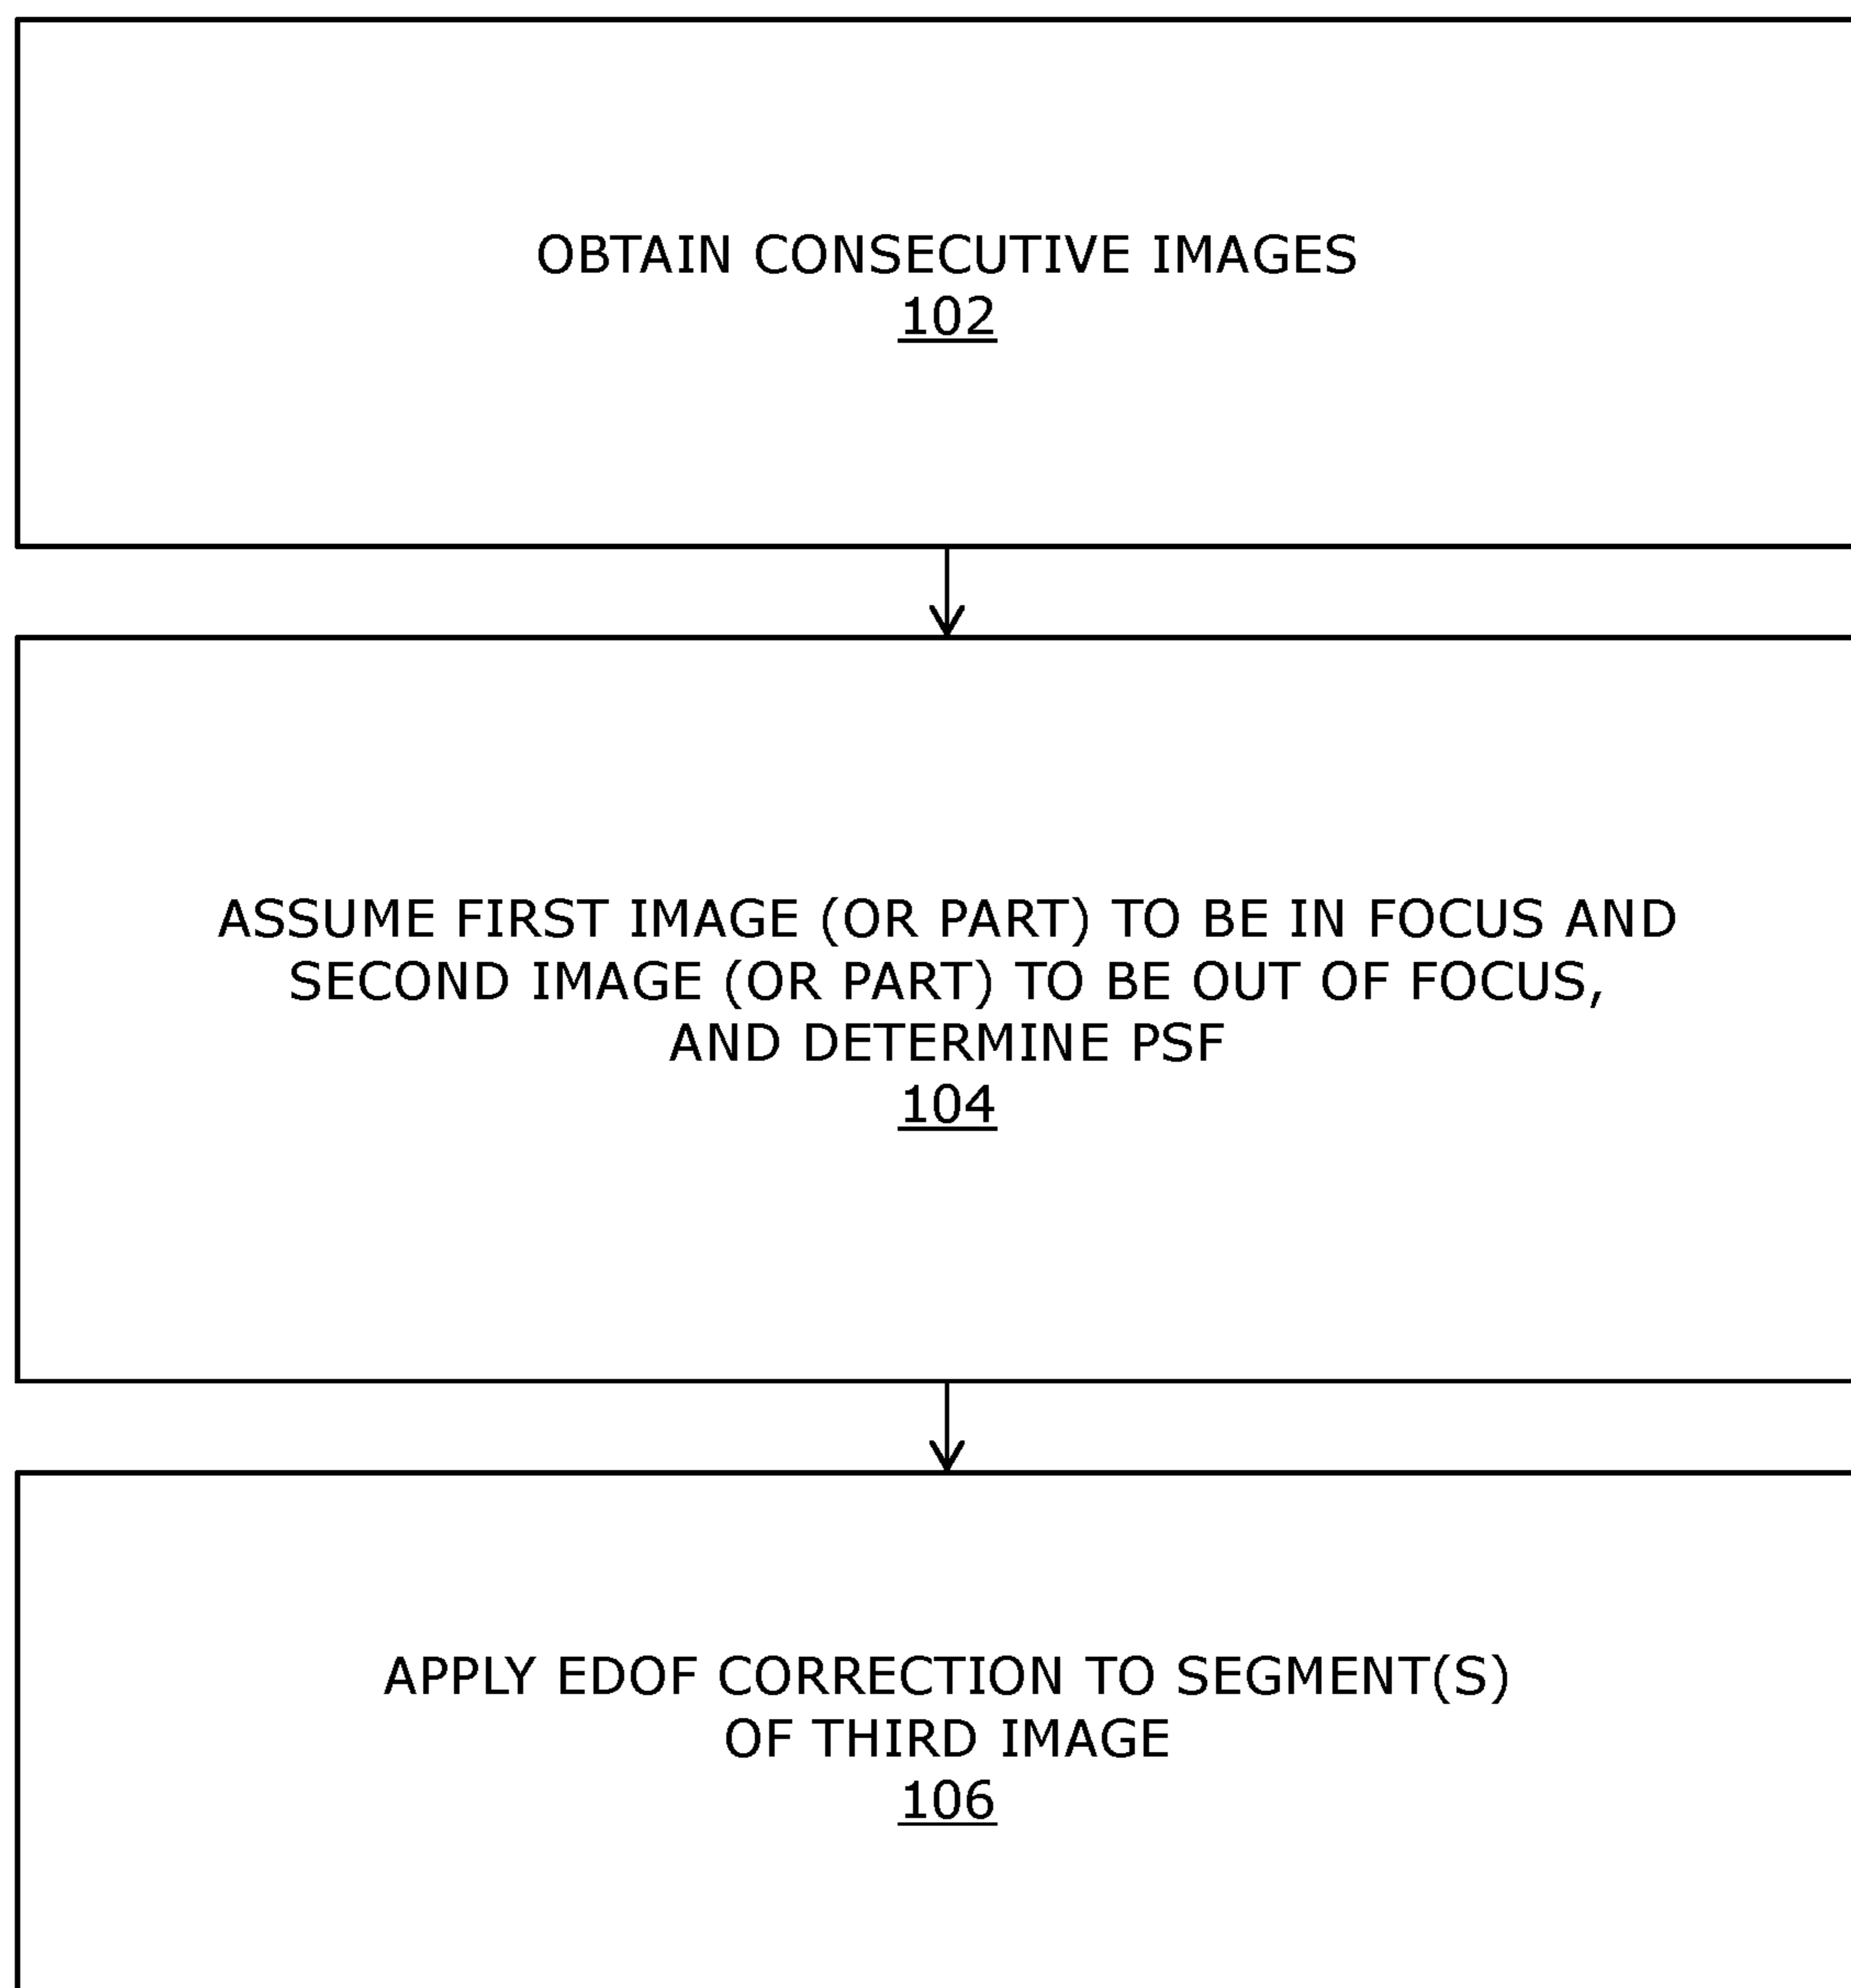 OBTAIN CONSECUTIVE IMAGES
102
ASSUME FIRST IMAGE (OR PART) TO BE IN FOCUS AND
SECOND IMAGE (OR PART) TO BE OUT OF FOCUS,
AND DETERMINE PSF
104
APPLY EDOF CORRECTION TO SEGMENT(S)
OF THIRD IMAGE
106